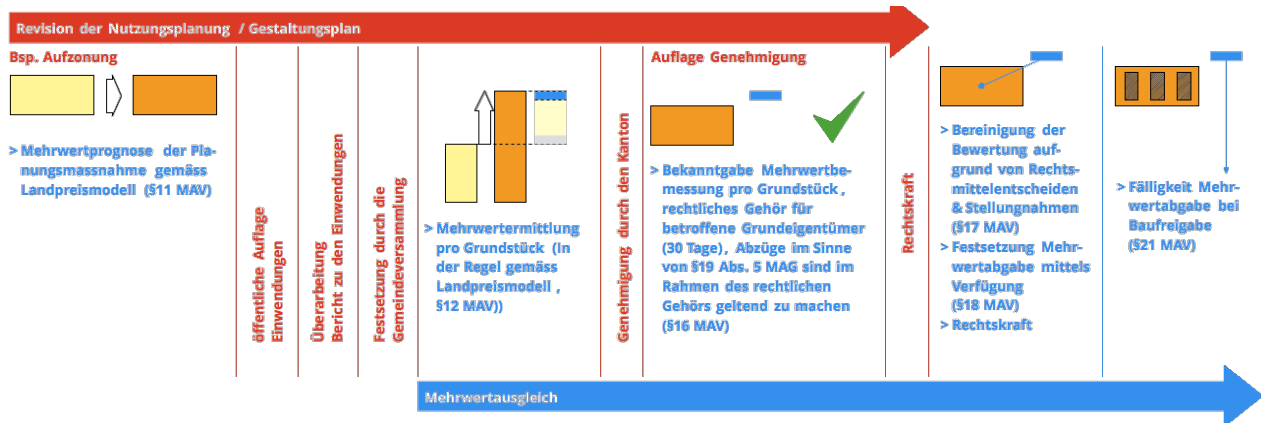 Revision der Nutzungsplanung / Gestaltungsplan
Bsp. Aufzonung
> Mehrwertprognose der Pla-
nungsmassnahme gemäss
Landpreismodell (§11 MAV)
öffentliche Auflage
Einwendungen
Überarbeitung
Bericht zu den Einwendungen
Festsetzung durch die
Gemeindeversammlung
> Mehrwertermittlung
pro Grundstück (In
der Regel gemäss
Landpreismodell ,
§12 MAV))
Genehmigung durch den Kanton
Auflage Genehmigung
> Bekanntgabe Mehrwertbe-
messung pro Grundstück ,
rechtliches Gehör für
betroffene Grundeigentümer
(30 Tage) , Abzüge im Sinne
von §19 Abs. 5 MAG sind im
Rahmen des rechtlichen
Gehörs geltend zu machen
(§16 MAV)
Rechtskraft
> Bereinigung der
Bewertung auf-
grund von Rechts-
mittelentscheiden
& Stellungnahmen
(§17 MAV)
> Festsetzung Mehr-
wertabgabe mittels
Verfügung
(§18 MAV)
> Rechtskraft
> Fälligkeit Mehr-
wertabgabe bei
Baufreigabe
(§21 MAV)
Mehrwertausgleich